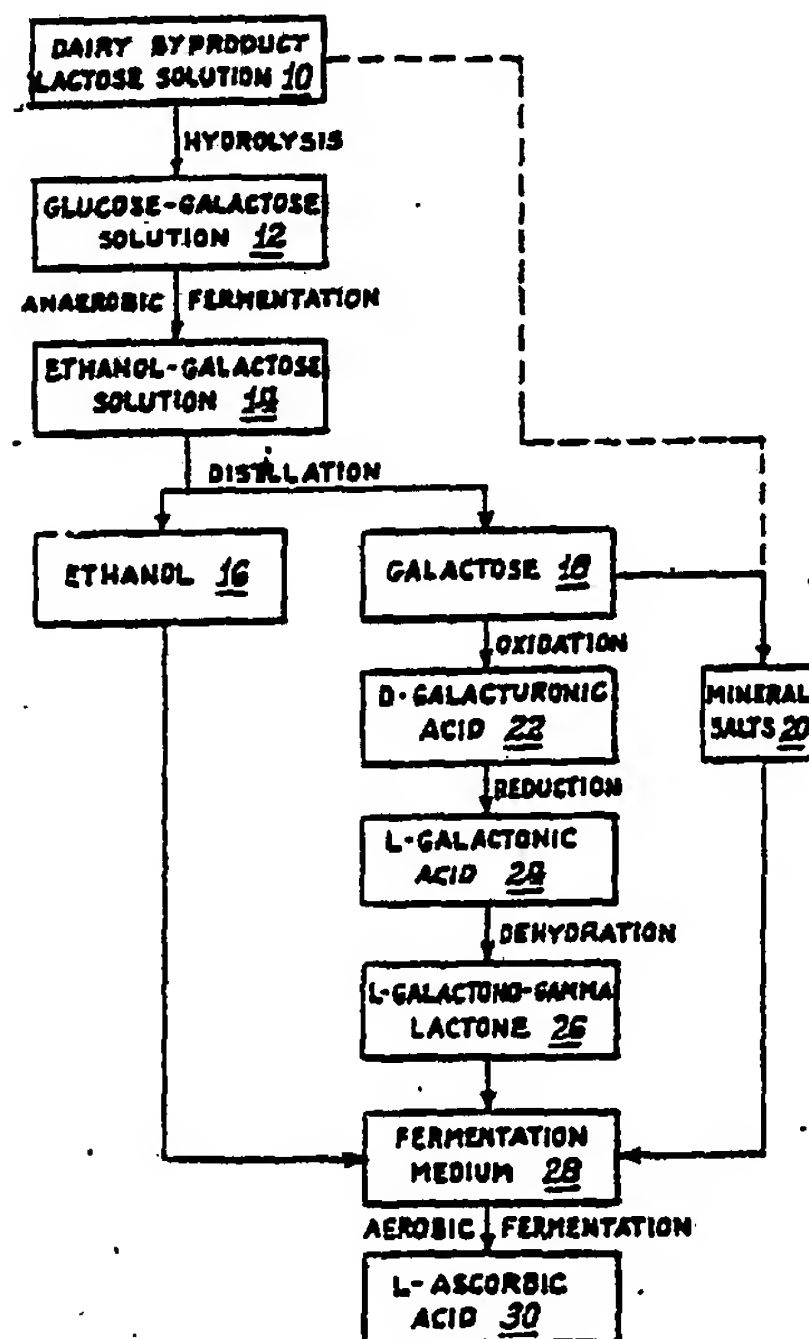 DAIRY BYPRODUCT
LACTOSE SOLUTION 10
HYDROLYSIS
GLUCOSE-GALACTOSE
SOLUTION 12
ANAEROBIC FERMENTATION
ETHANOL-GALACTOSE
SOLUTION 14
DISTILLATION
ETHANOL 16
GALACTOSE 18
OXIDATION
D-GALACTURONIC
ACID 22
MINERAL
SALTS 20
REDUCTION
L-GALACTONIC
ACID 24
DEHYDRATION
L-GALACTONO-GAMMA
LACTONE 26
FERMENTATION
MEDIUM 28
AEROBIC FERMENTATION
L-ASCORBIC
ACID 30